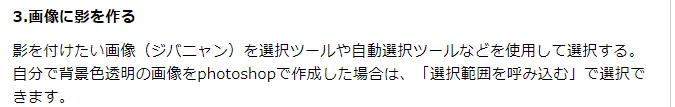 3.画像に影を作る
影を付けたい画像（ジバニャン）を選択ツールや自動選択ツールなどを使用して選択する。
自分で背景色透明の画像をphotoshopで作成した場合は、「選択範囲を呼み込む」で選択で
きます。